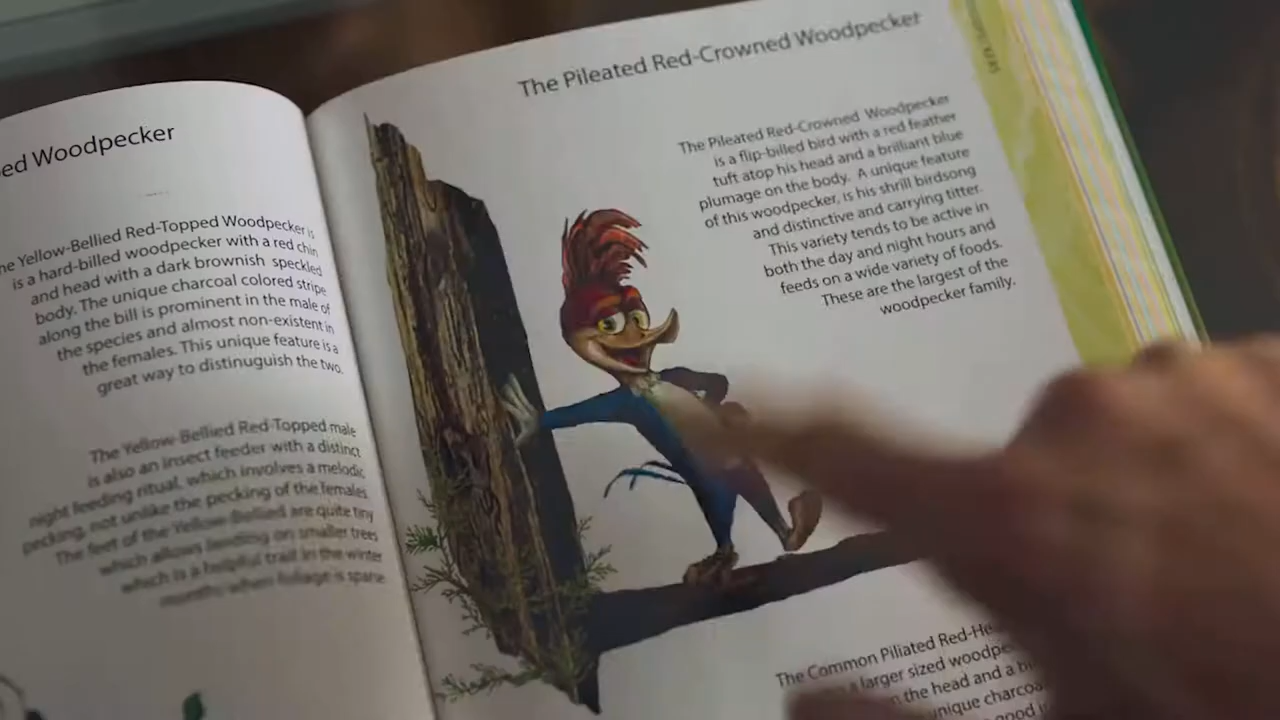 ed Woodpecker
The Pileated Red-Crowned Woodpecker
he Yellow-Bellied Red-Topped Woodpecker is
is a hard-billed woodpecker with a red chin
and head with a dark brownish speckled
body. The unique charcoal colored stripe
along the bill is prominent in the male of
the species and almost non-existent in
the females. This unique feature is a
great way to distinuguish the two.
The Yellow-Bellied Red-Topped male
is also an insect feeder with a distinct
night feeding ritual, which involves a melodic
pecking, not unlike the pecking of the females
The feet of the Yellow-Bellied are quite tiny
which allows landing on smaller trees
which is a helpful trait in the winter
months when foliage is sparse
The Pileated Red-Crowned Woodpecker
is a flip-billed bird with a red feather
tuft atop his head and a brilliant blue
plumage on the body. A unique feature
of this woodpecker, is his shrill birdsong
and distinctive and carrying titter.
This variety tends to be active in
both the day and night hours and
feeds on a wide variety of foods.
These are the largest of the
woodpecker family.
The Common Piliated Red-He
a larger sized woodpec
n the head and a b
unique charcoa
good j